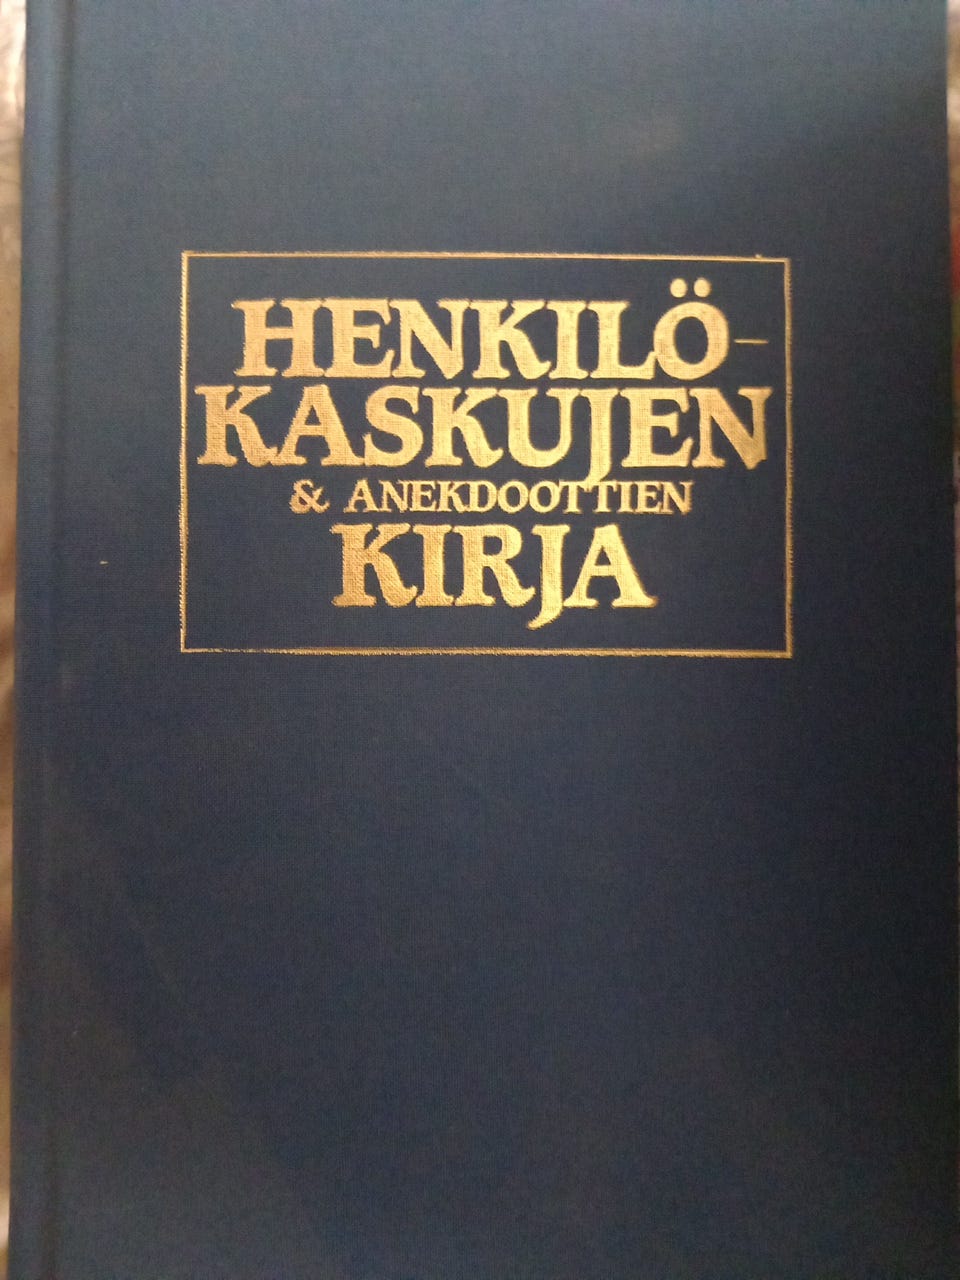 HENKILÖ-
KASKUJEN
& ANEKDOOTTIEN
KIRJA